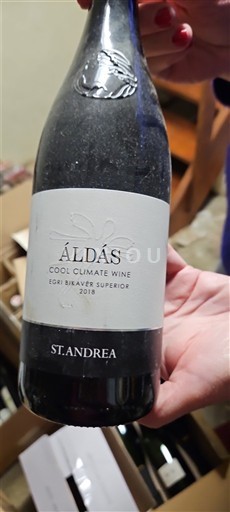 ÁLDÁS
COOL CLIMATE WINE
EGRI BIKAVÉR SUPERIOR
2018
ST. ANDREA